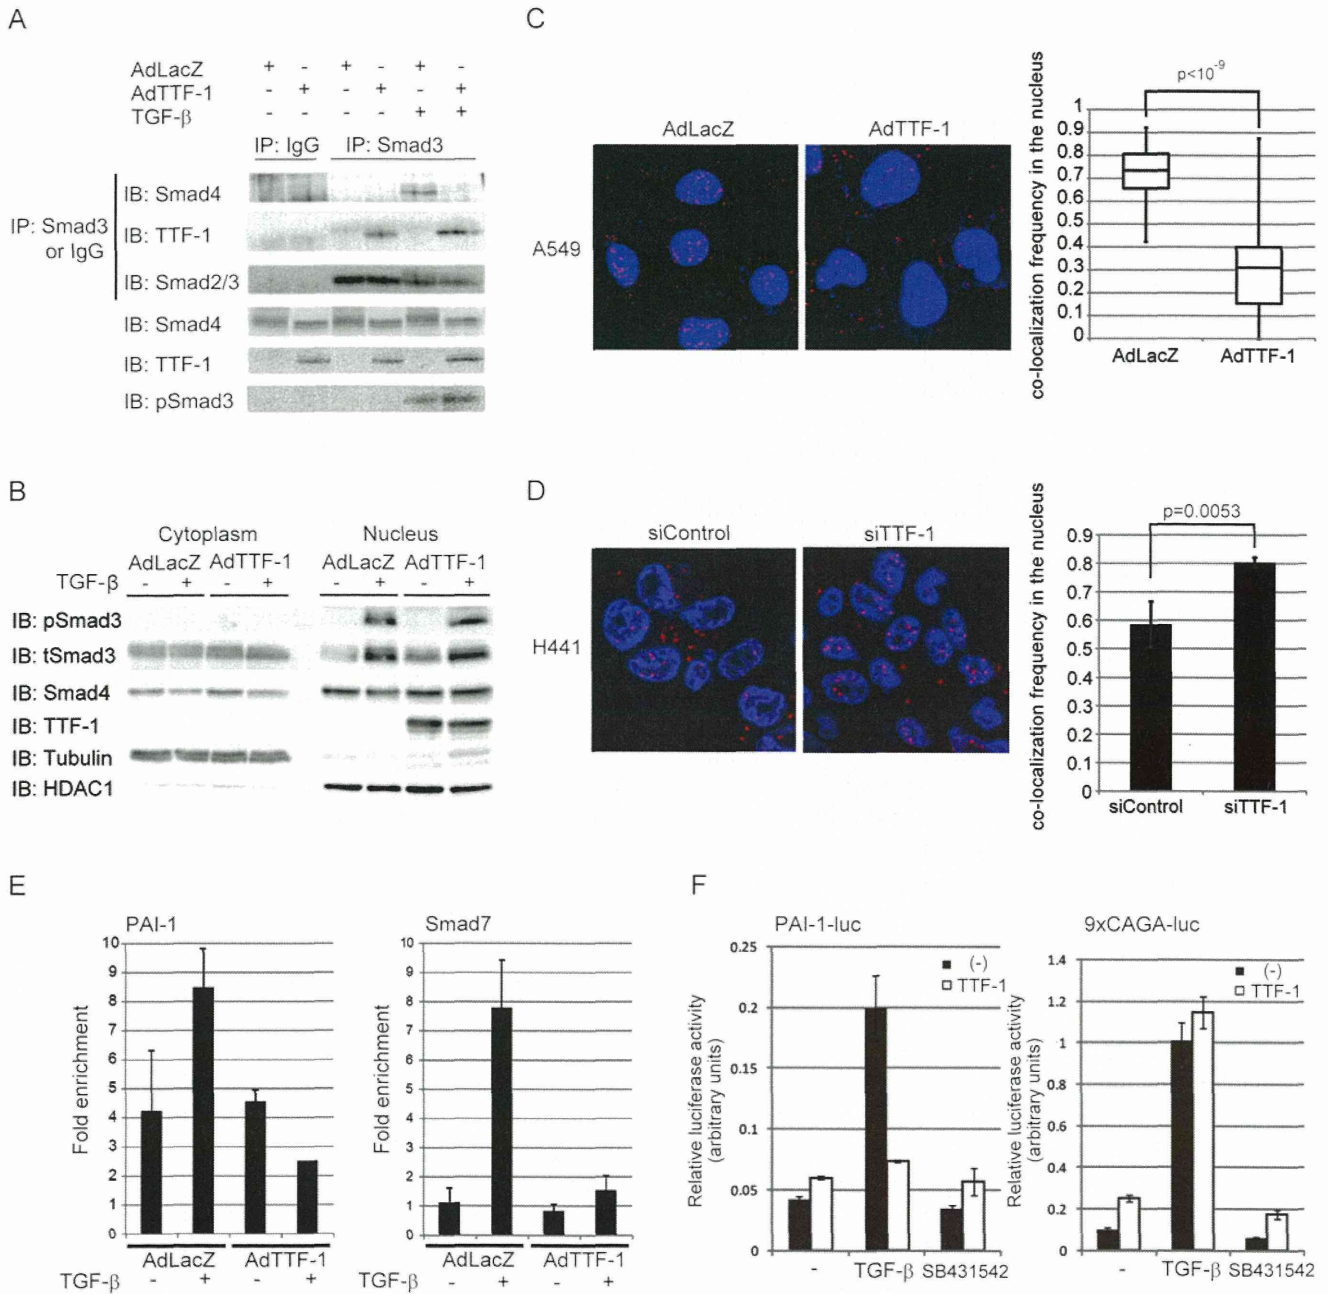 A
AdLacZ + - + - + -
AdTTF-1 - + - + - +
TGF-β - - - - + +
IP: IgG IP: Smad3
IP: Smad3
or IgG
IB: Smad4
IB: TTF-1
IB: Smad2/3
IB: Smad4
IB: TTF-1
IB: pSmad3
B
Cytoplasm Nucleus
AdLacZ AdTTF-1 AdLacZ AdTTF-1
TGF-β - + - + - + - +
IB: pSmad3
IB: tSmad3
IB: Smad4
IB: TTF-1
IB: Tubulin
IB: HDAC1
C
AdLacZ AdTTF-1
A549
co-localization frequency in the nucleus
p<10-9
1
0.9
0.8
0.7
0.6
0.5
0.4
0.3
0.2
0.1
0
AdLacZ AdTTF-1
D
siControl siTTF-1
H441
co-localization frequency in the nucleus
p=0.0053
0.9
0.8
0.7
0.6
0.5
0.4
0.3
0.2
0.1
0
siControl siTTF-1
E
PAI-1
Fold enrichment
10
9
8
7
6
5
4
3
2
1
0
AdLacZ AdTTF-1
TGF-β - + - +
Smad7
Fold enrichment
10
9
8
7
6
5
4
3
2
1
0
AdLacZ AdTTF-1
TGF-β - + - +
F
PAI-1-luc
Relative luciferase activity
(arbitrary units)
0.25
0.2
0.15
0.1
0.05
0
(-)
TTF-1
- TGF-β SB431542
9xCAGA-luc
Relative luciferase activity
(arbitrary units)
1.4
1.2
1
0.8
0.6
0.4
0.2
0
(-)
TTF-1
- TGF-β SB431542